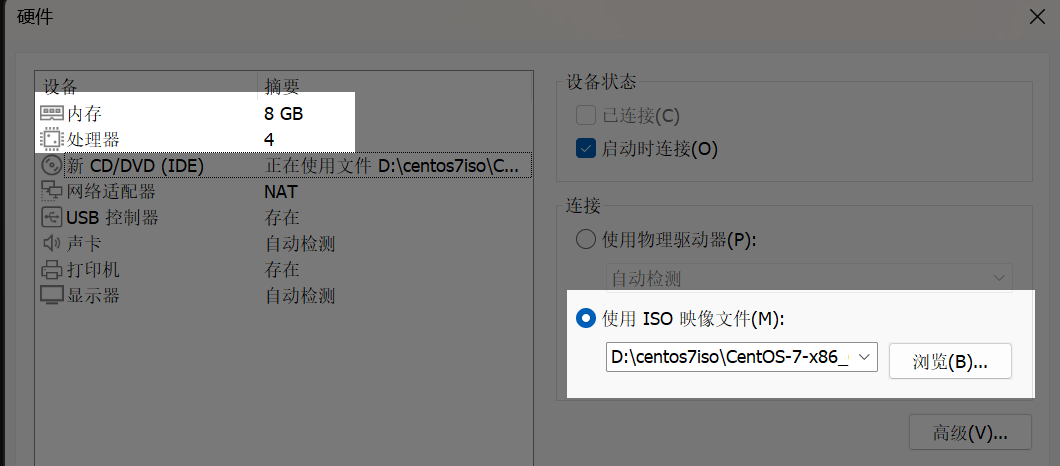 硬件
设备 摘要
内存 8 GB
处理器 4
新 CD/DVD (IDE) 正在使用文件 D:\centos7iso\C...
网络适配器 NAT
USB 控制器 存在
声卡 自动检测
打印机 存在
显示器 自动检测
设备状态
已连接(C)
启动时连接(O)
连接
使用物理驱动器(P):
自动检测
使用 ISO 映像文件(M):
D:\centos7iso\CentOS-7-x86_
浏览(B)...
高级(V)...